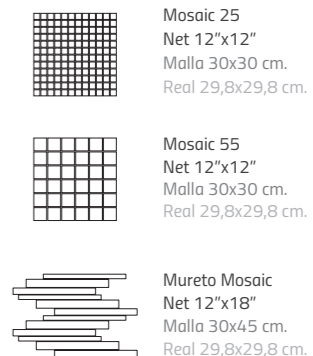 Mosaic 25
Net 12”x12”
Malla 30x30 cm.
Real 29,8x29,8 cm.
Mosaic 55
Net 12”x12”
Malla 30x30 cm.
Real 29,8x29,8 cm.
Mureto Mosaic
Net 12”x18”
Malla 30x45 cm.
Real 29,8x29,8 cm.